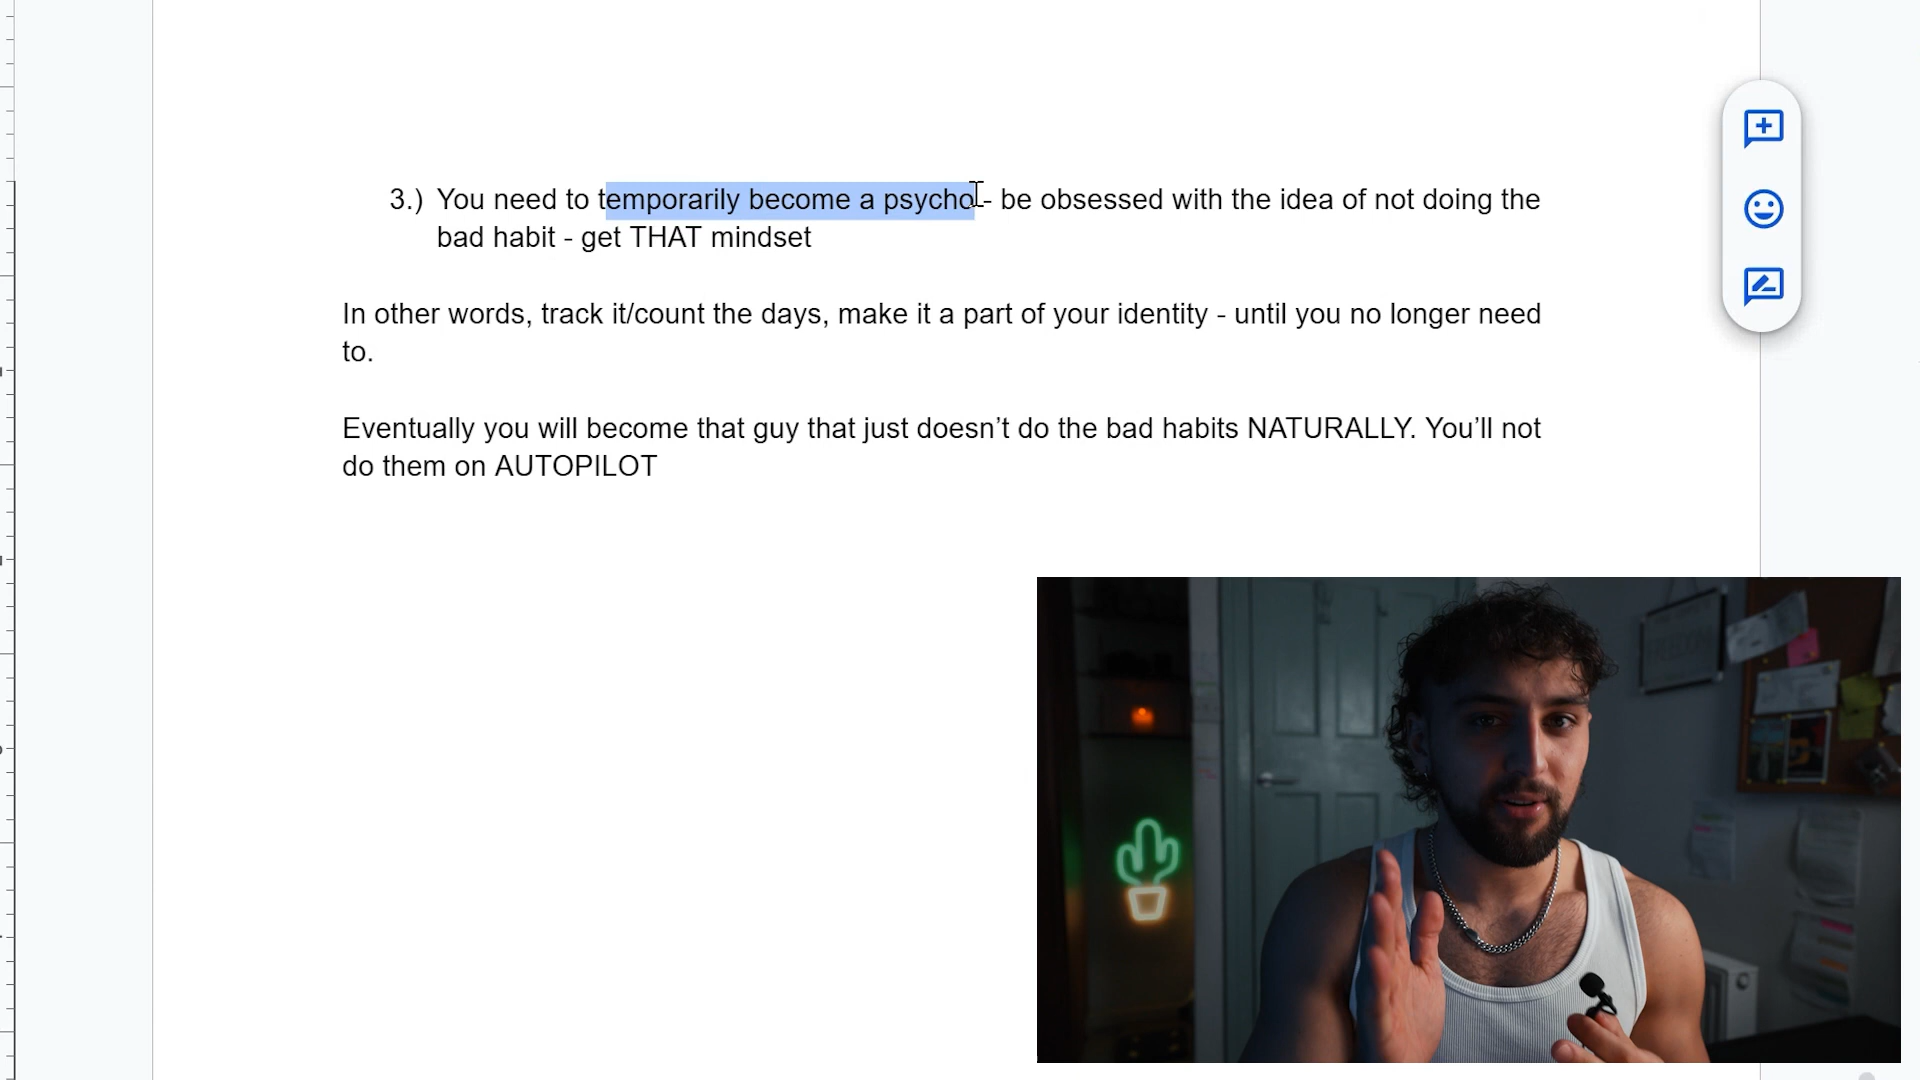 3.) You need to temporarily become a psycho - be obsessed with the idea of not doing the
bad habit - get THAT mindset
In other words, track it/count the days, make it a part of your identity - until you no longer need
to.
Eventually you will become that guy that just doesn’t do the bad habits NATURALLY. You’ll not
do them on AUTOPILOT